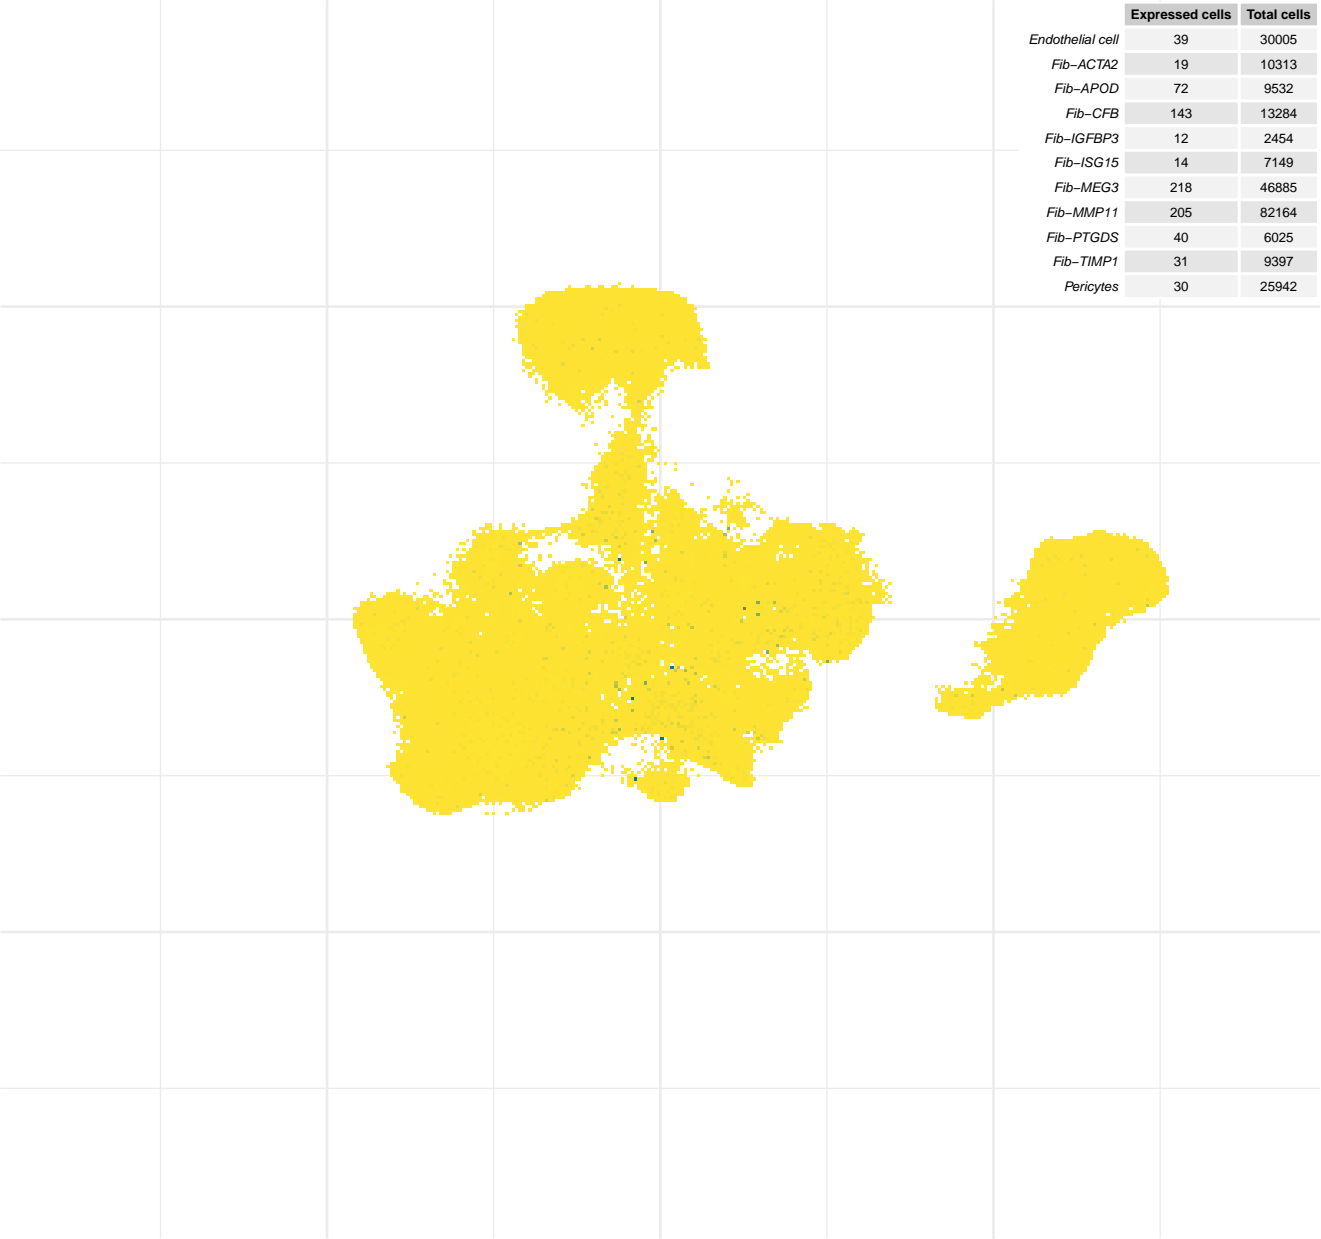 Expressed cells Total cells
Endothelial cell 39 30005
Fib−ACTA2 19 10313
Fib−APOD 72 9532
Fib−CFB 143 13284
Fib−IGFBP3 12 2454
Fib−ISG15 14 7149
Fib−MEG3 218 46885
Fib−MMP11 205 82164
Fib−PTGDS 40 6025
Fib−TIMP1 31 9397
Pericytes 30 25942